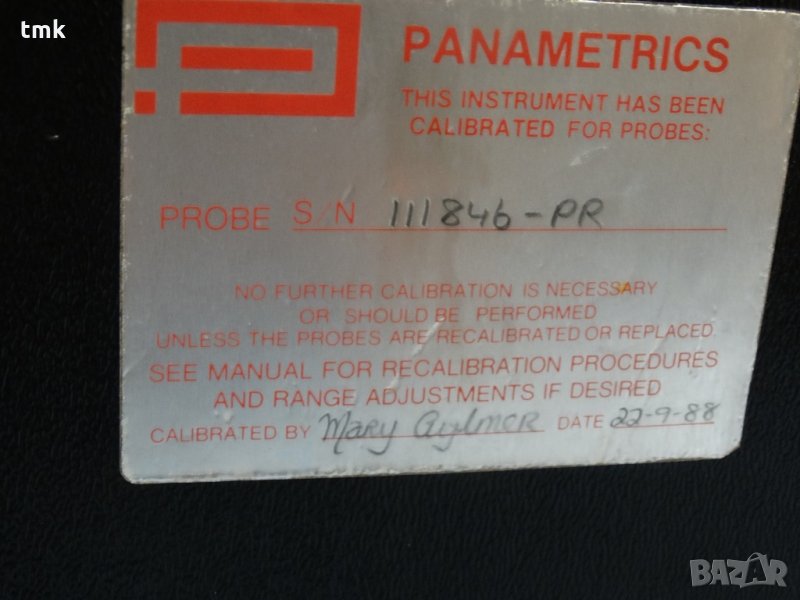 tmk
PANAMETRICS
THIS INSTRUMENT HAS BEEN
CALIBRATED FOR PROBES:
PROBE S/N 111846-PR
NO FURTHER CALIBRATION IS NECESSARY
OR SHOULD BE PERFORMED
UNLESS THE PROBES ARE RECALIBRATED OR REPLACED.
SEE MANUAL FOR RECALIBRATION PROCEDURES
AND RANGE ADJUSTMENTS IF DESIRED
CALIBRATED BY Mary Aylmer DATE 22-9-88
BAZAR